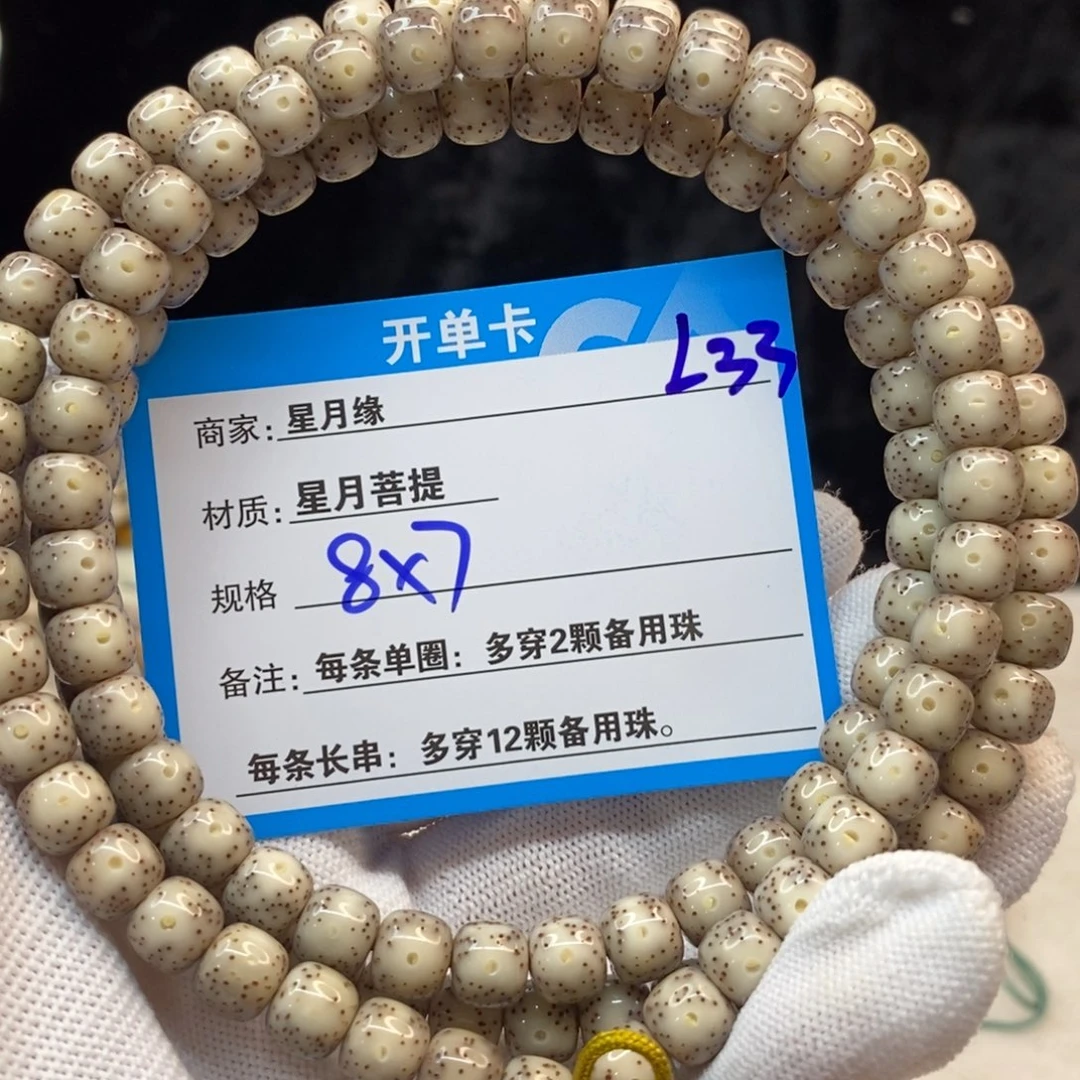 开单卡
L33
商家：星月缘
材质：星月菩提
规格 8x7
备注：每条单圈：多穿2颗备用珠
每条长串：多穿12颗备用珠。